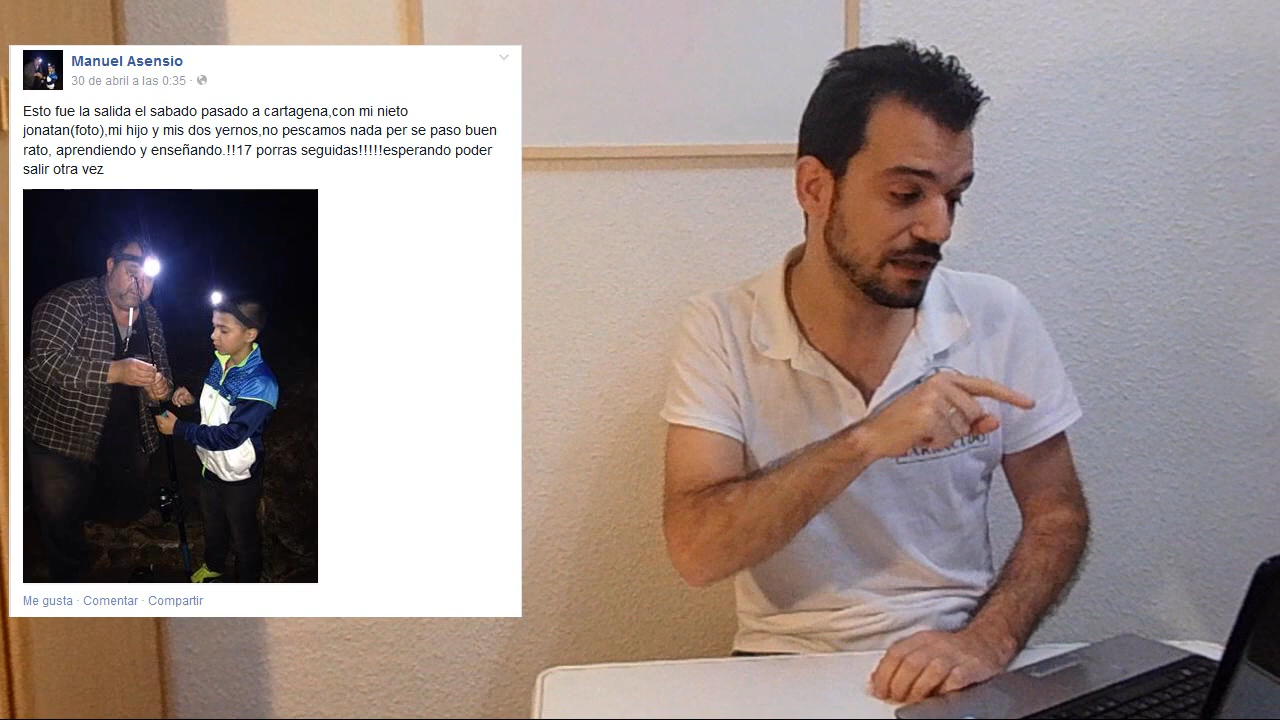 Manuel Asensio
30 de abril a las 0:35 ·
Esto fue la salida el sabado pasado a cartagena,con mi nieto
jonatan(foto),mi hijo y mis dos yernos,no pescamos nada per se paso buen
rato, aprendiendo y enseñando.!!17 porras seguidas!!!!!esperando poder
salir otra vez
Me gusta · Comentar · Compartir